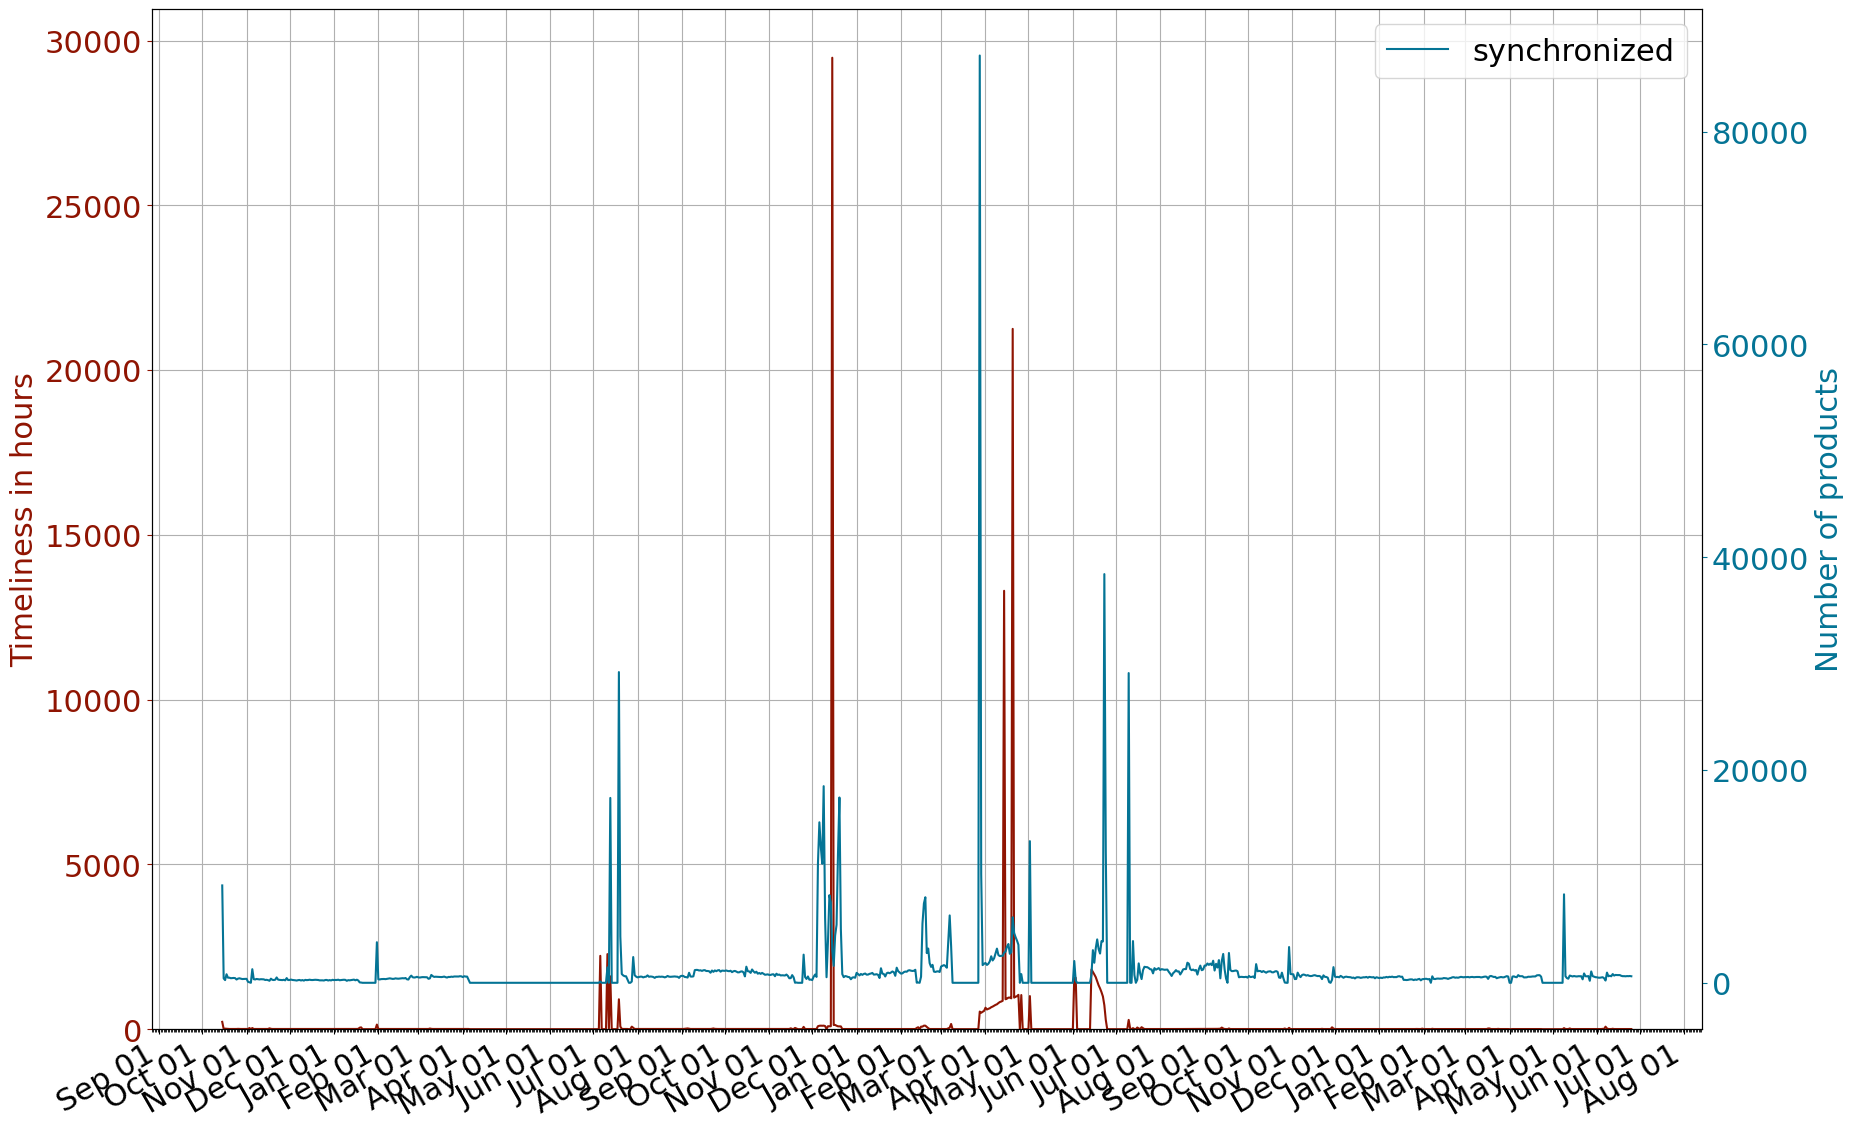 synchronized
Timeliness in hours
30000
25000
20000
15000
10000
5000
0
Number of products
80000
60000
40000
20000
0
Sep 01
Oct 01
Nov 01
Dec 01
Jan 01
Feb 01
Mar 01
Apr 01
May 01
Jun 01
Jul 01
Aug 01
Sep 01
Oct 01
Nov 01
Dec 01
Jan 01
Feb 01
Mar 01
Apr 01
May 01
Jun 01
Jul 01
Aug 01
Sep 01
Oct 01
Nov 01
Dec 01
Jan 01
Feb 01
Mar 01
Apr 01
May 01
Jun 01
Jul 01
Aug 01